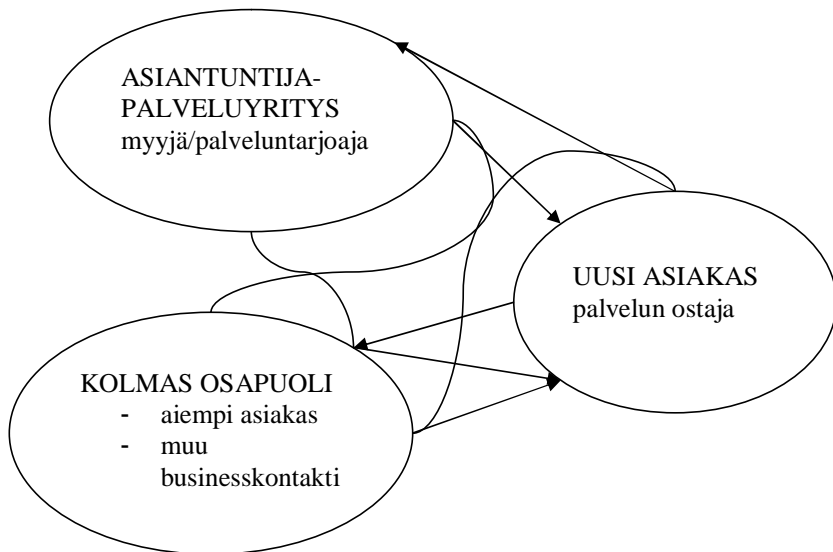 ASIANTUNTIJA-
PALVELUYRITYS
myyjä/palveluntarjoaja
UUSI ASIAKAS
palvelun ostaja
KOLMAS OSAPUOLI
- aiempi asiakas
- muu
businesskontakti